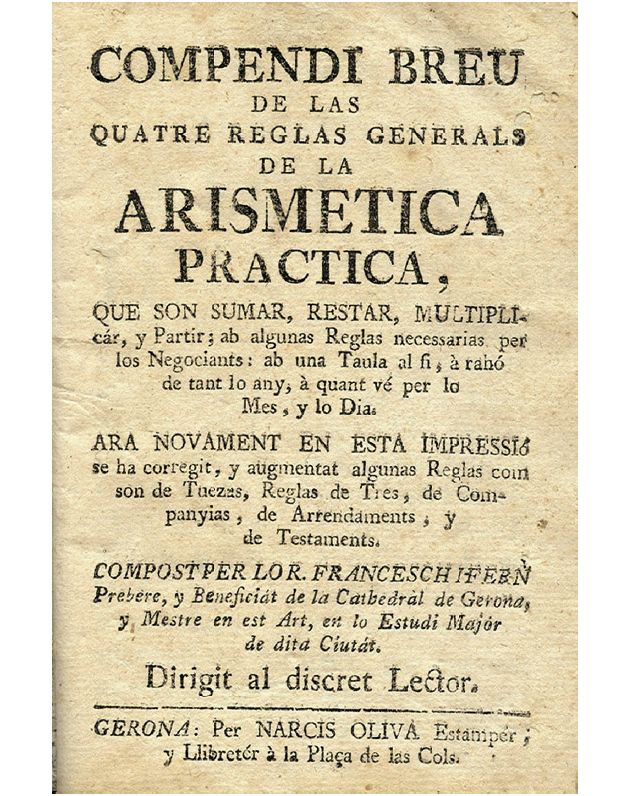 COMPENDI BREU
DE LAS
QUATRE REGLAS GENERALS
DE LA
ARISMETICA
PRACTICA,
QUE SON SUMAR, RESTAR, MULTIPLI-
cár, y Partir; ab algunas Reglas necessarias per
los Negociants: ab una Taula al fi, à rahó
de tant lo any, à quant vé per lo
Mes, y lo Dia.
ARA NOVAMENT EN ESTA IMPRESSIó
se ha corregit, y augmentat algunas Reglas com
son de Tuezas, Reglas de Tres, de Com-
panyias, de Arrendaments, y
de Testaments.
COMPOST PER LO R. FRANCESCH IFERN
Prebere, y Beneficiát de la Cathedràl de Gerona,
y Mestre en est Art, en lo Estudi Majór
de dita Ciutát.
Dirigit al discret Lector.
GERONA: Per NARCIS OLIVA Estampér;
y Llibretér à la Plaça de las Cols.